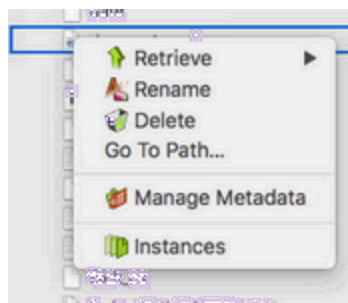 Retrieve
Rename
Delete
Go To Path...
Manage Metadata
Instances